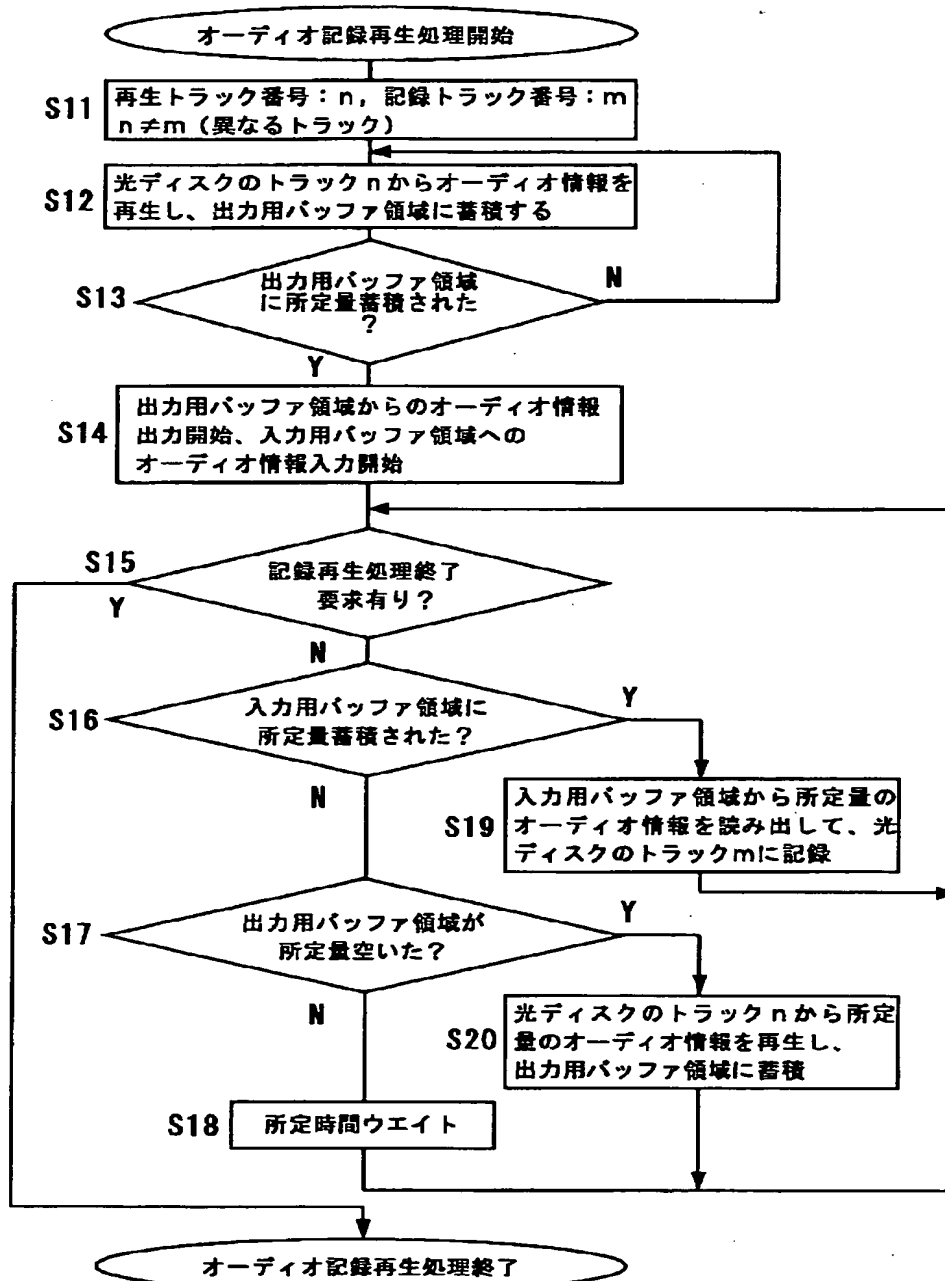 オーディオ記録再生処理開始
S11
再生トラック番号：n，記録トラック番号：m
n≠m（異なるトラック）
S12
光ディスクのトラックnからオーディオ情報を
再生し、出力用バッファ領域に蓄積する
S13
出力用バッファ領域
に所定量蓄積された
？
N
Y
S14
出力用バッファ領域からのオーディオ情報
出力開始、入力用バッファ領域への
オーディオ情報入力開始
S15
記録再生処理終了
要求有り？
Y
N
S16
入力用バッファ領域に
所定量蓄積された？
Y
N
S19
入力用バッファ領域から所定量の
オーディオ情報を読み出して、光
ディスクのトラックmに記録
S17
出力用バッファ領域が
所定量空いた？
Y
N
S20
光ディスクのトラックnから所定
量のオーディオ情報を再生し、
出力用バッファ領域に蓄積
S18
所定時間ウエイト
オーディオ記録再生処理終了